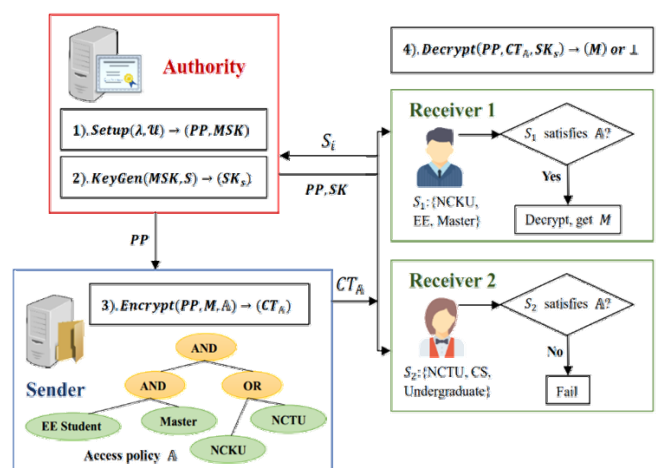 Authority
1).Setup(λ,𝒰) → (PP,MSK)
2).KeyGen(MSK,S) → (SK_s)
4).Decrypt(PP,CT_𝔸,SK_s) → (M) or ⊥
S_i
PP,SK
PP
Receiver 1
S_1 satisfies 𝔸?
Yes
S_1:{NCKU,
EE, Master}
Decrypt, get M
Receiver 2
S_2 satisfies 𝔸?
No
S_2:{NCTU, CS,
Undergraduate}
Fail
3).Encrypt(PP,M,𝔸) → (CT_𝔸)
CT_𝔸
Sender
AND
AND
OR
EE Student
Master
NCKU
NCTU
Access policy 𝔸